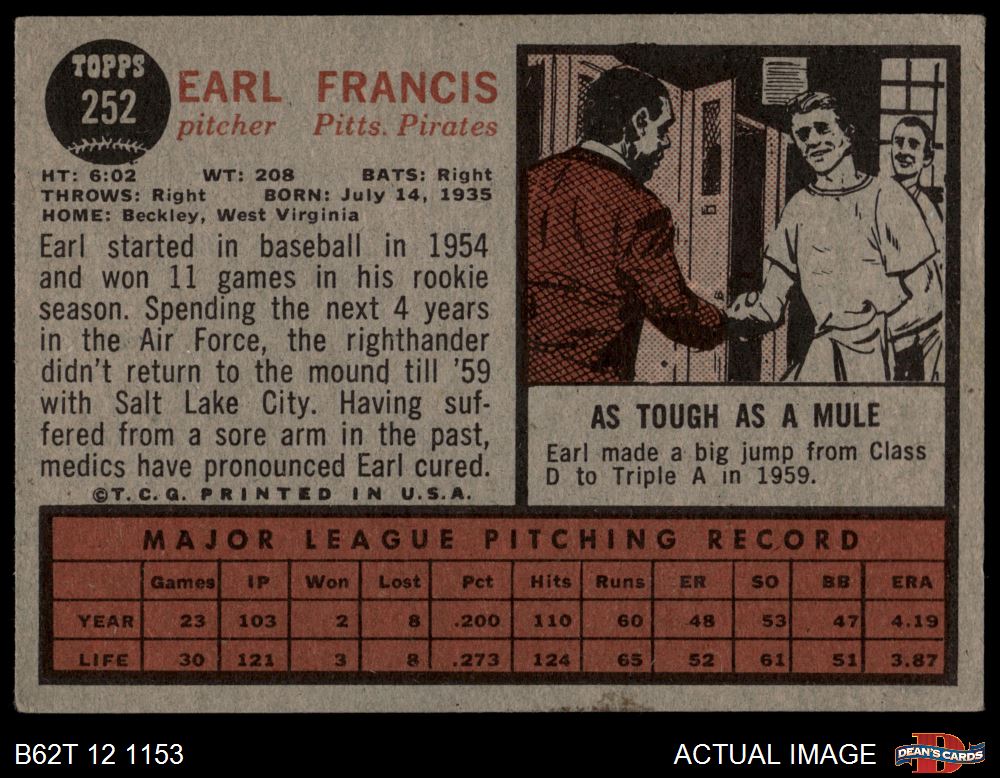 TOPPS
252
EARL FRANCIS
pitcher Pitts. Pirates
HT: 6:02 WT: 208 BATS: Right
THROWS: Right BORN: July 14, 1935
HOME: Beckley, West Virginia
Earl started in baseball in 1954
and won 11 games in his rookie
season. Spending the next 4 years
in the Air Force, the righthander
didn't return to the mound till '59
with Salt Lake City. Having suf-
fered from a sore arm in the past,
medics have pronounced Earl cured.
©T. C. G. PRINTED IN U.S.A.
AS TOUGH AS A MULE
Earl made a big jump from Class
D to Triple A in 1959.
MAJOR LEAGUE PITCHING RECORD
Games IP Won Lost Pct Hits Runs ER SO BB ERA
YEAR 23 103 2 8 .200 110 60 48 53 47 4.19
LIFE 30 121 3 8 .273 124 65 52 61 51 3.87
B62T 12 1153
ACTUAL IMAGE
D
DEAN'S CARDS